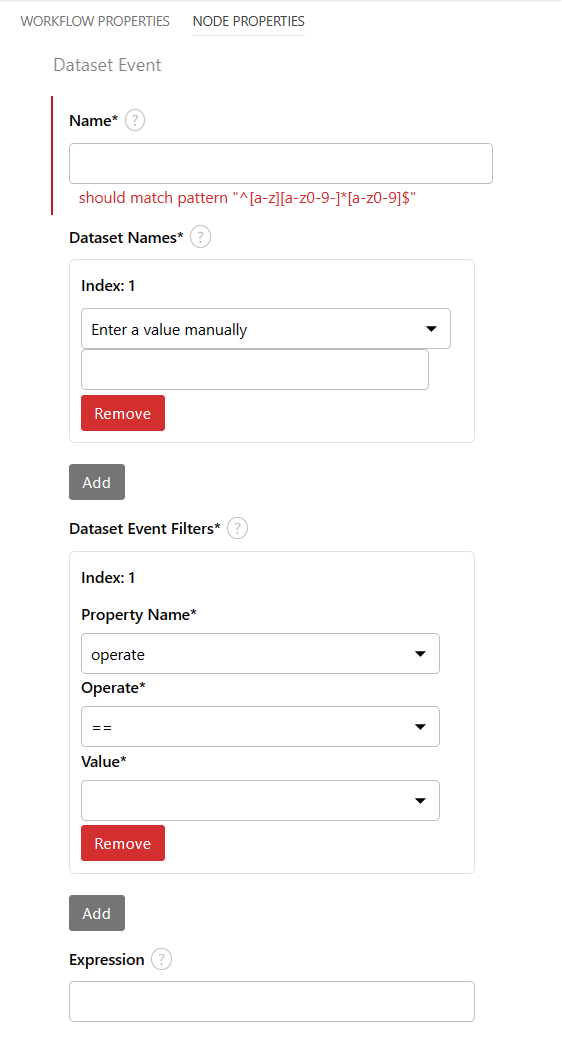 WORKFLOW PROPERTIES NODE PROPERTIES
Dataset Event
Name* ?
should match pattern "^[a-z][a-z0-9-]*[a-z0-9]$"
Dataset Names* ?
Index: 1
Enter a value manually
Remove
Add
Dataset Event Filters* ?
Index: 1
Property Name*
operate
Operate*
==
Value*
Remove
Add
Expression ?